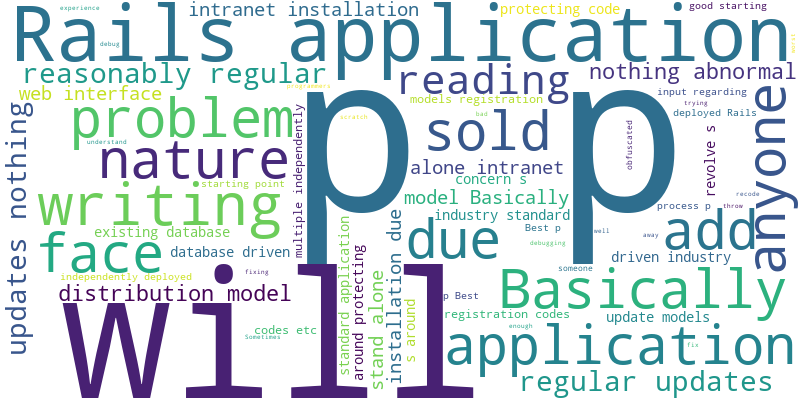 experience
intranet installation
protecting code
good starting
Rails application
debug
reasonably regular
reading
nothing abnormal
web interface
programmers
models registration
input regarding
trying
problem
p p
sold
scratch
bad
deployed Rails
anyone
updates nothing
understand
nature
multiple independently
alone intranet
obfuscated
revolve s
starting point
concern s
model Basically
recode
writing
process p
throw
existing database
industry standard
Best p
well
add
face
database driven
due
debugging
away
driven industry
independently deployed
fixing
someone
distribution model
p Best
Basically
standard application
around protecting
stand alone
installation due
s around
registration codes
update models
codes etc
Sometimes
enough
will
application
fix
regular updates